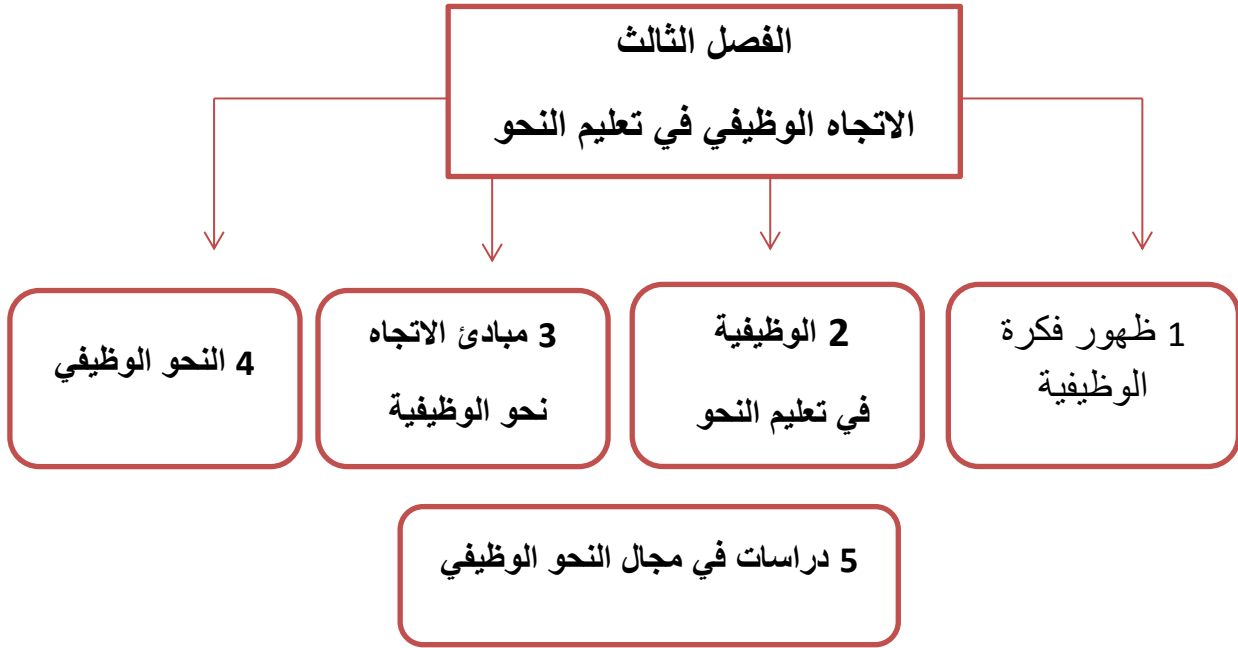 الفصل الثالث
الاتجاه الوظيفي في تعليم النحو
1 ظهور فكرة
الوظيفية
2 الوظيفية
في تعليم النحو
3 مبادئ الاتجاه
نحو الوظيفية
4 النحو الوظيفي
5 دراسات في مجال النحو الوظيفي